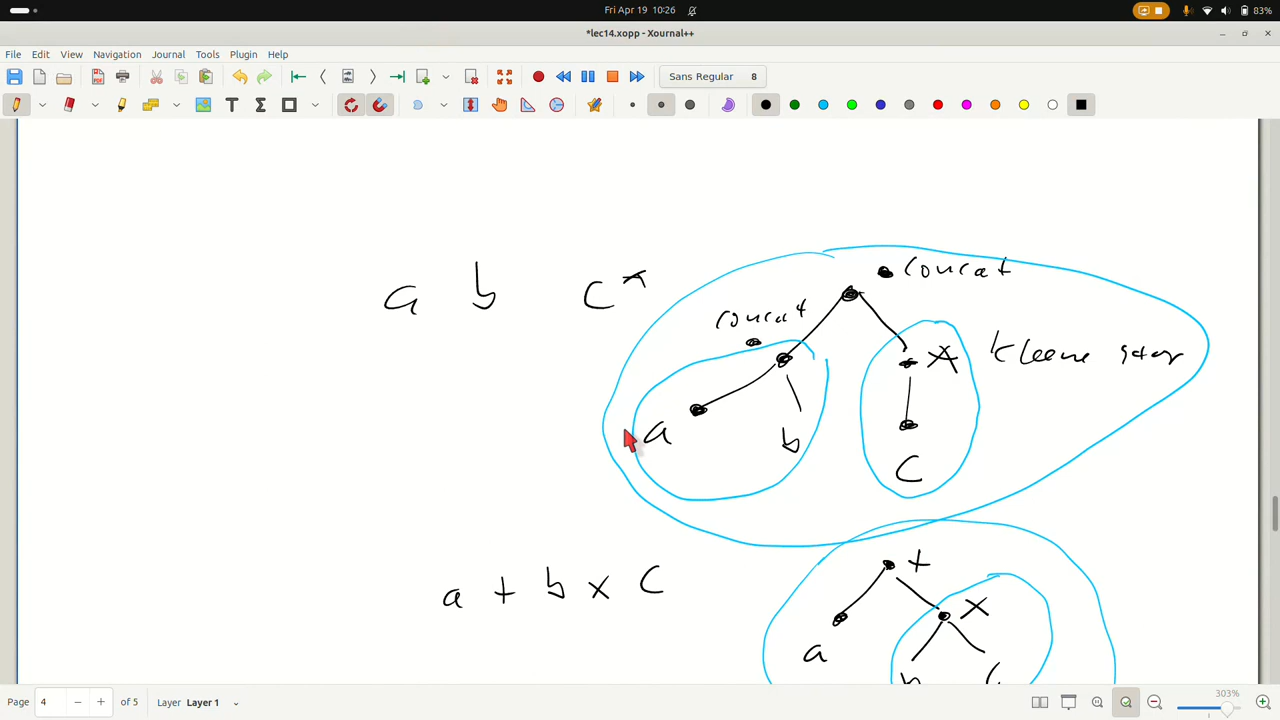 Fri Apr 19 10:26
83%
*lec14.xopp - Xournal++
File Edit View Navigation Journal Tools Plugin Help
Sans Regular 8
a b c*
concat
concat
* kleene star
a
b
c
a + b × c
+
×
a
b c
Page 4 of 5 Layer Layer 1
303%